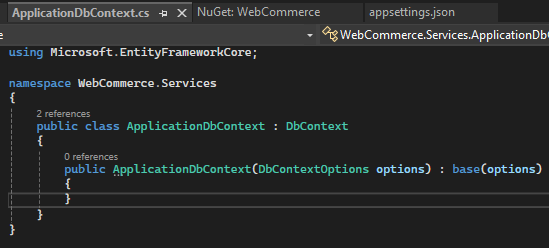 ApplicationDbContext.cs
NuGet: WebCommerce
appsettings.json
WebCommerce.Services.ApplicationDbC
using Microsoft.EntityFrameworkCore;
namespace WebCommerce.Services
{
2 references
public class ApplicationDbContext : DbContext
{
0 references
public ApplicationDbContext(DbContextOptions options) : base(options)
{
}
}
}